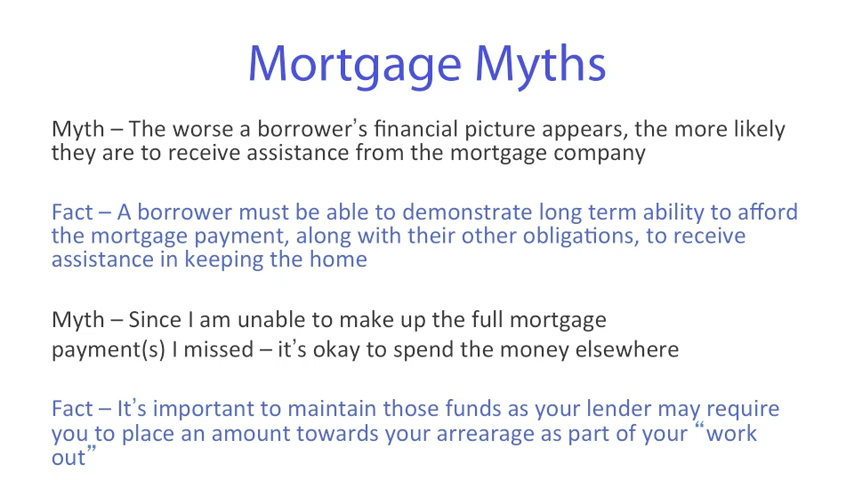 Mortgage Myths
Myth – The worse a borrower’s financial picture appears, the more likely
they are to receive assistance from the mortgage company
Fact – A borrower must be able to demonstrate long term ability to afford
the mortgage payment, along with their other obligations, to receive
assistance in keeping the home
Myth – Since I am unable to make up the full mortgage
payment(s) I missed – it’s okay to spend the money elsewhere
Fact – It’s important to maintain those funds as your lender may require
you to place an amount towards your arrearage as part of your “work
out”